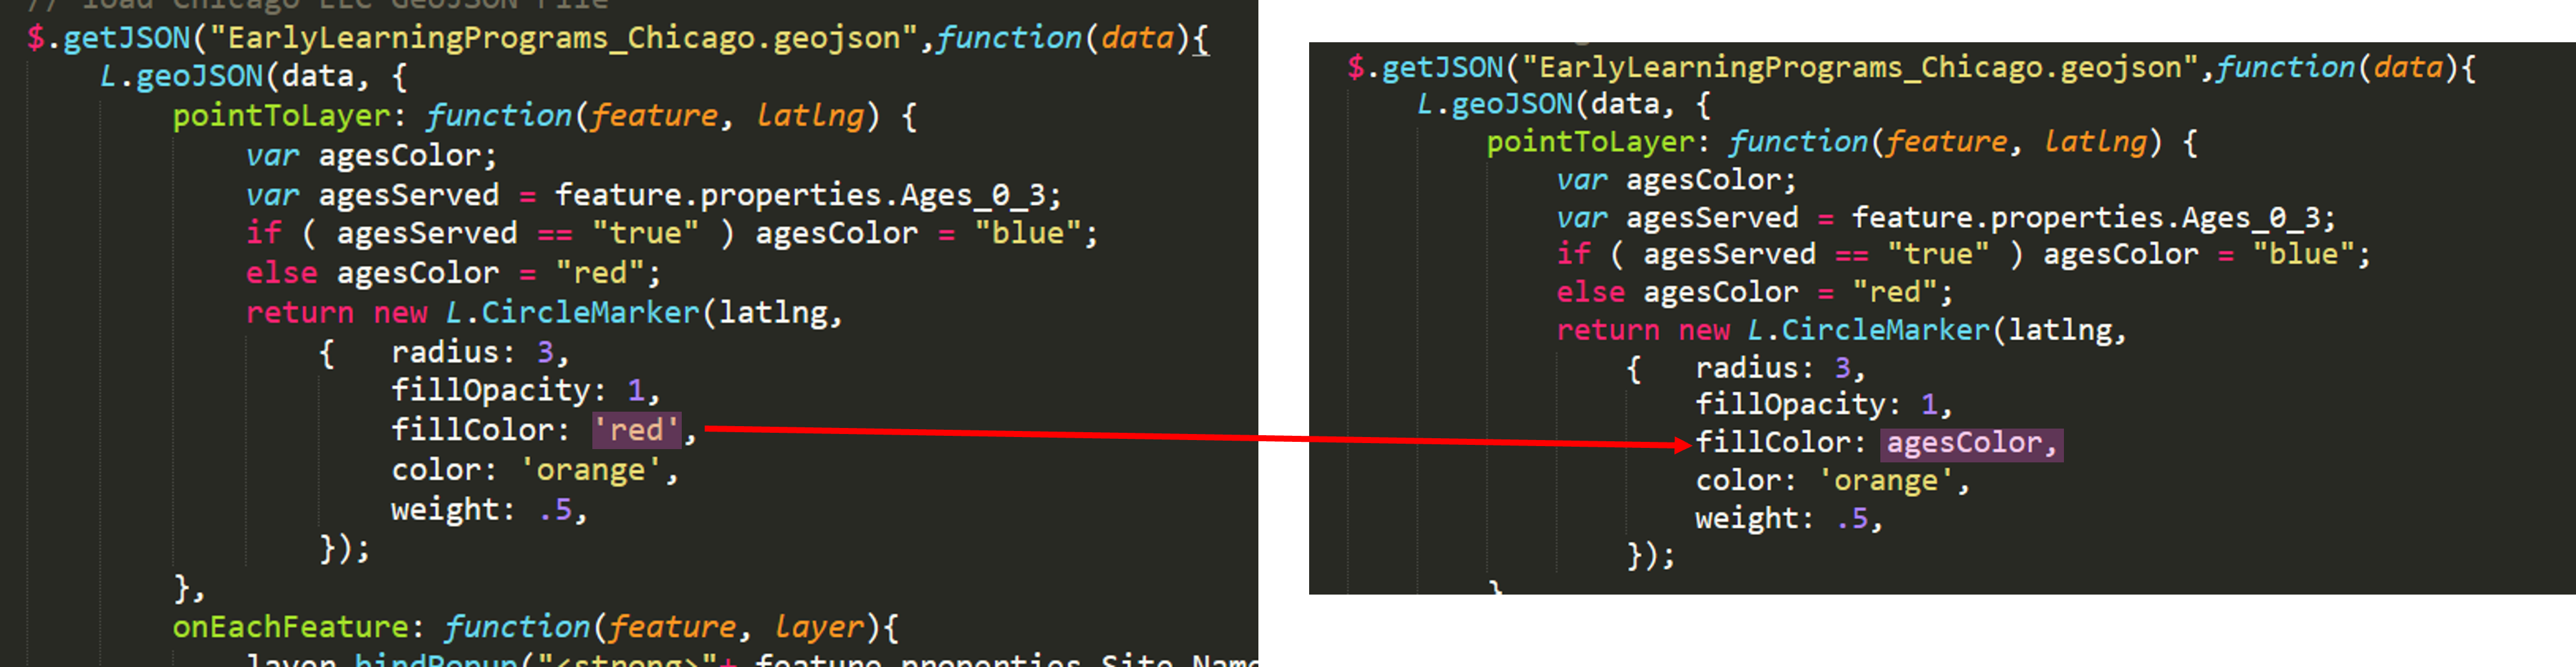 // load Chicago ELC GeoJSON File
$.getJSON("EarlyLearningPrograms_Chicago.geojson",function(data){
L.geoJSON(data, {
pointToLayer: function(feature, latlng) {
var agesColor;
var agesServed = feature.properties.Ages_0_3;
if ( agesServed == "true" ) agesColor = "blue";
else agesColor = "red";
return new L.CircleMarker(latlng,
{ radius: 3,
fillOpacity: 1,
fillColor: 'red',
color: 'orange',
weight: .5,
});
},
onEachFeature: function(feature, layer){
layer.bindPopup("<strong>"+ feature.properties.Site_Name
$.getJSON("EarlyLearningPrograms_Chicago.geojson",function(data){
L.geoJSON(data, {
pointToLayer: function(feature, latlng) {
var agesColor;
var agesServed = feature.properties.Ages_0_3;
if ( agesServed == "true" ) agesColor = "blue";
else agesColor = "red";
return new L.CircleMarker(latlng,
{ radius: 3,
fillOpacity: 1,
fillColor: agesColor,
color: 'orange',
weight: .5,
});
}